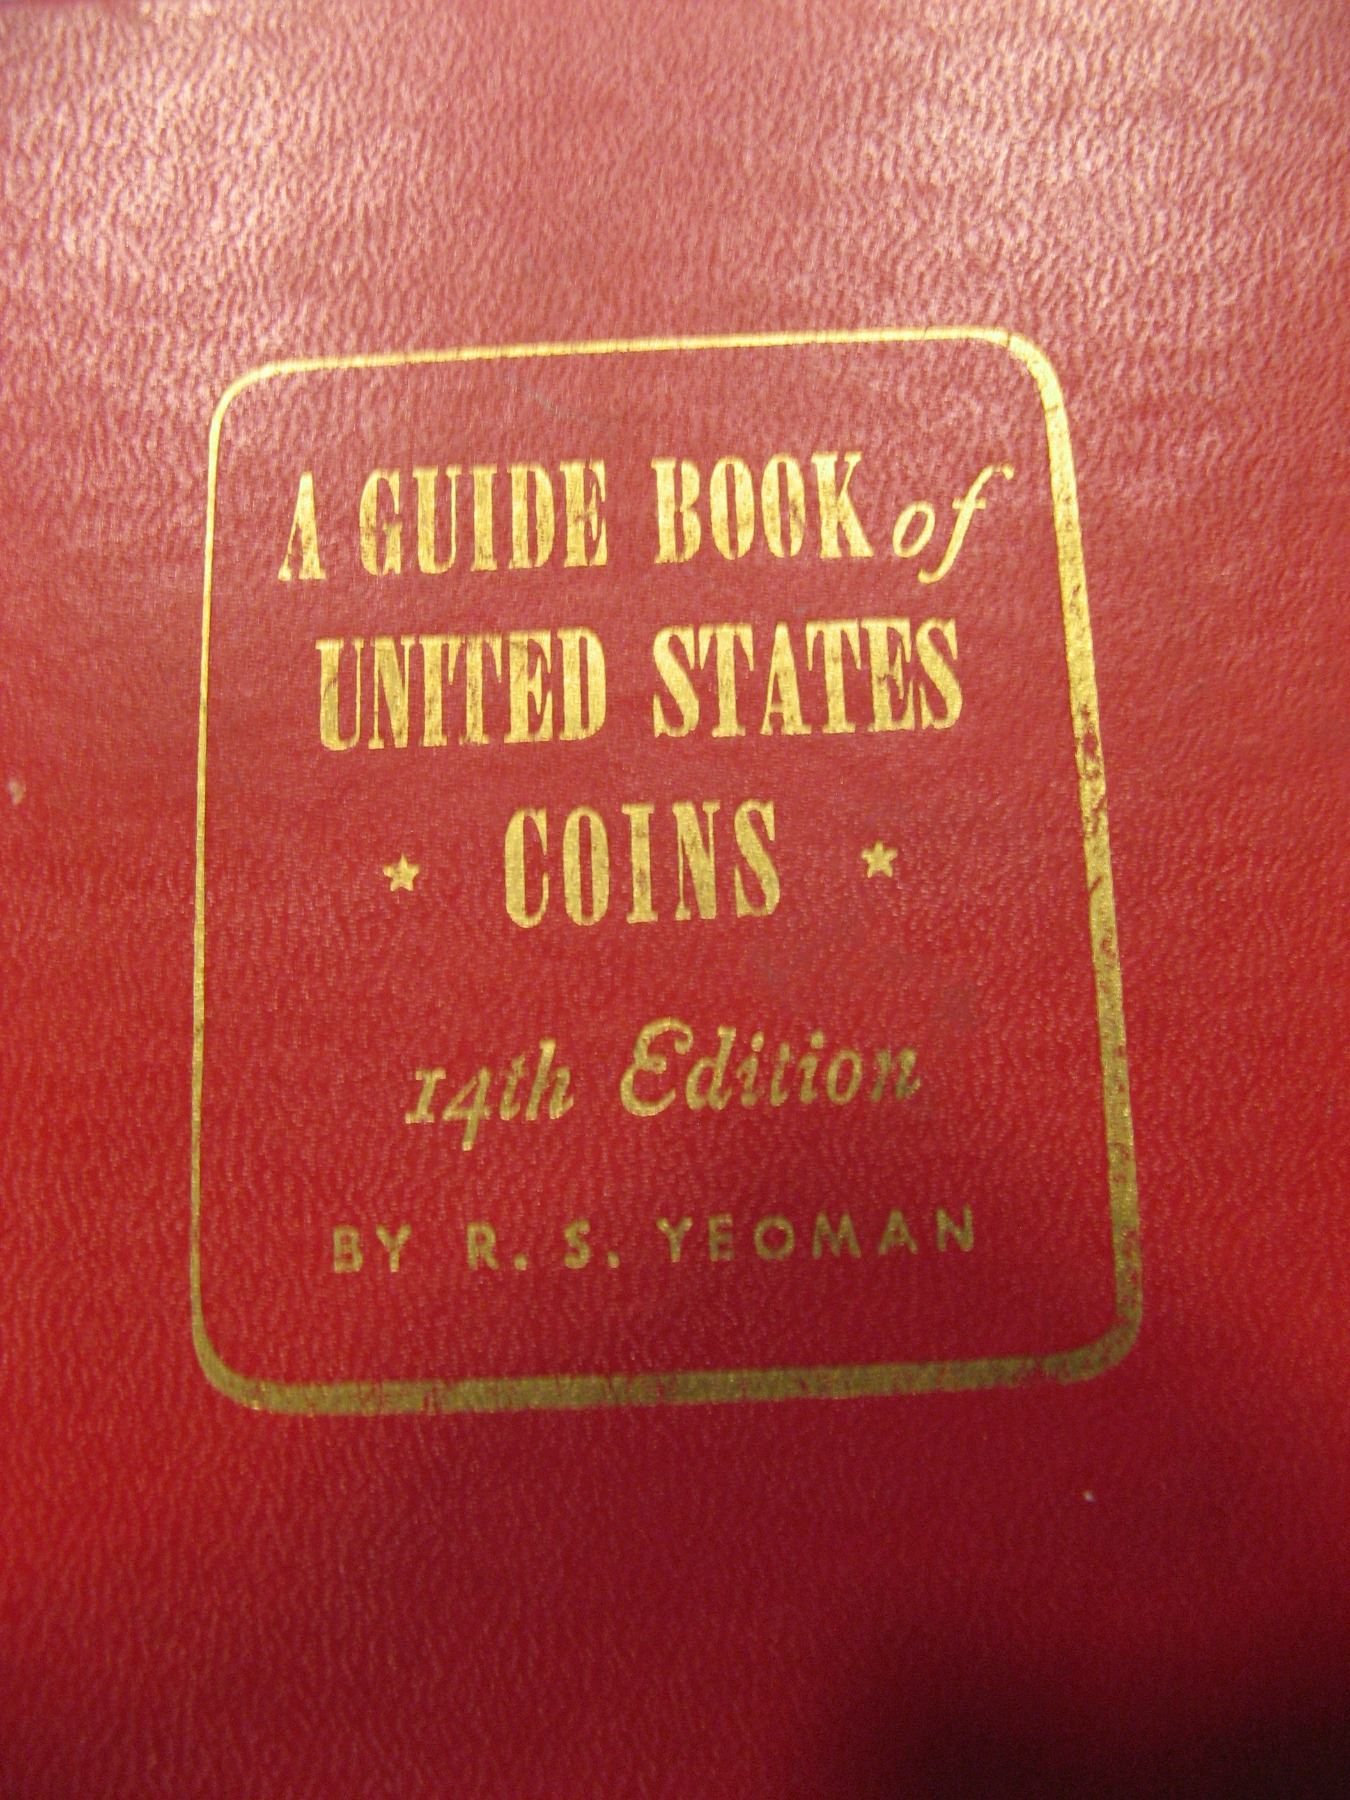 A GUIDE BOOK of
UNITED STATES
COINS
14th Edition
BY R. S. YEOMAN